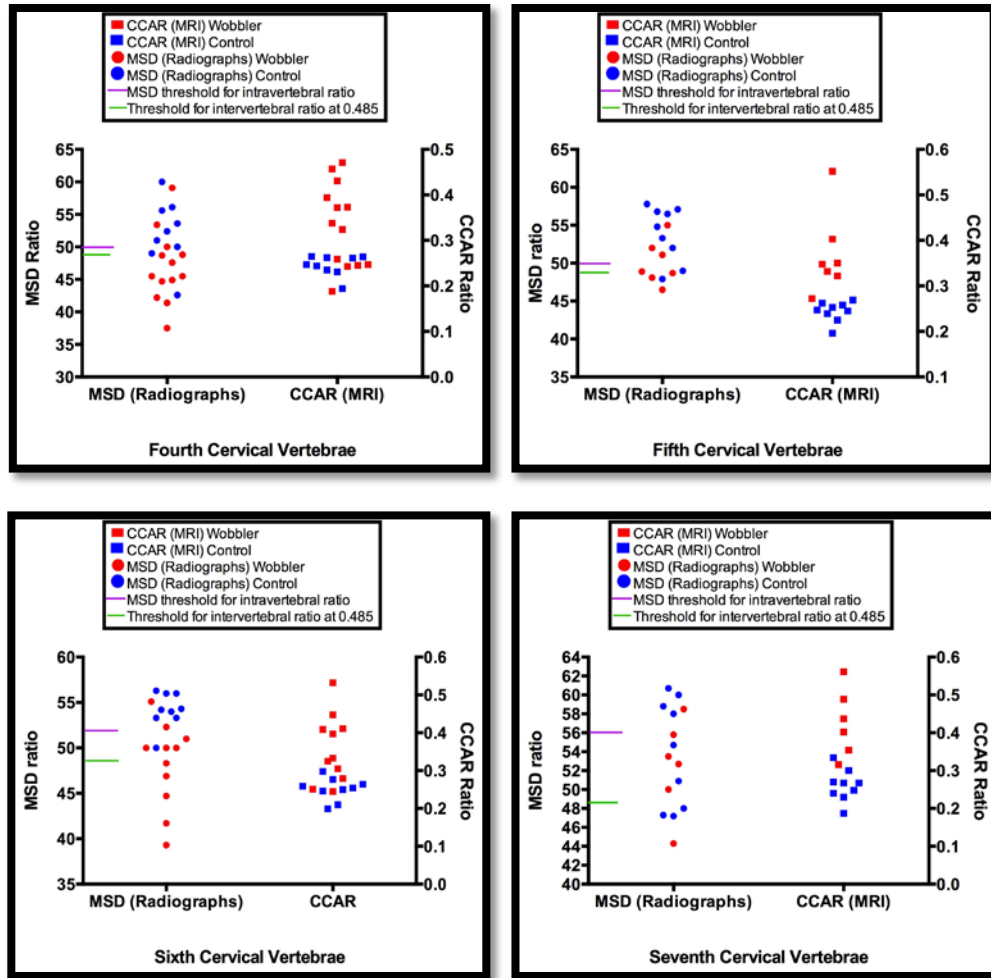 CCAR (MRI) Wobbler
CCAR (MRI) Control
MSD (Radiographs) Wobbler
MSD (Radiographs) Control
MSD threshold for intravertebral ratio
Threshold for intervertebral ratio at 0.485
65
60
55
50
45
40
35
30
MSD Ratio
0.5
0.4
0.3
0.2
0.1
0.0
CCAR Ratio
MSD (Radiographs)
CCAR (MRI)
Fourth Cervical Vertebrae
CCAR (MRI) Wobbler
CCAR (MRI) Control
MSD (Radiographs) Wobbler
MSD (Radiographs) Control
MSD threshold for intravertebral ratio
Threshold for intervertebral ratio at 0.485
65
60
55
50
45
40
35
MSD ratio
0.6
0.5
0.4
0.3
0.2
0.1
CCAR Ratio
MSD (Radiographs)
CCAR (MRI)
Fifth Cervical Vertebrae
CCAR (MRI) Wobbler
CCAR (MRI) Control
MSD (Radiographs) Wobbler
MSD (Radiographs) Control
MSD threshold for intravertebral ratio
Threshold for intervertebral ratio at 0.485
60
55
50
45
40
35
MSD ratio
0.6
0.5
0.4
0.3
0.2
0.1
0.0
CCAR Ratio
MSD (Radiographs)
CCAR
Sixth Cervical Vertebrae
CCAR (MRI) Wobbler
CCAR (MRI) Control
MSD (Radiographs) Wobbler
MSD (Radiographs) Control
MSD threshold for intravertebral ratio
Threshold for intervertebral ratio at 0.485
64
62
60
58
56
54
52
50
48
46
44
42
40
MSD ratio
0.6
0.5
0.4
0.3
0.2
0.1
0.0
CCAR Ratio
MSD (Radiographs)
CCAR (MRI)
Seventh Cervical Vertebrae